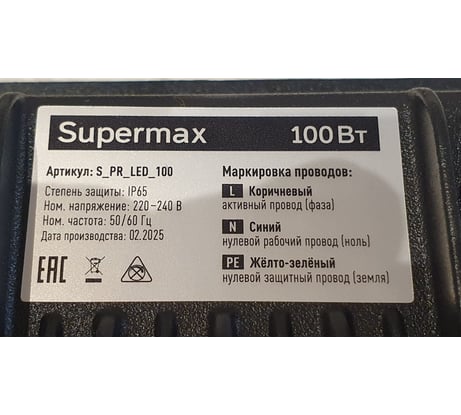 Supermax 100Вт
Артикул: S_PR_LED_100
Степень защиты: IP65
Ном. напряжение: 220-240 В
Ном. частота: 50/60 Гц
Дата производства: 02.2025
EAC
Маркировка проводов:
L Коричневый
активный провод (фаза)
N Синий
нулевой рабочий провод (ноль)
PE Жёлто-зелёный
нулевой защитный провод (земля)